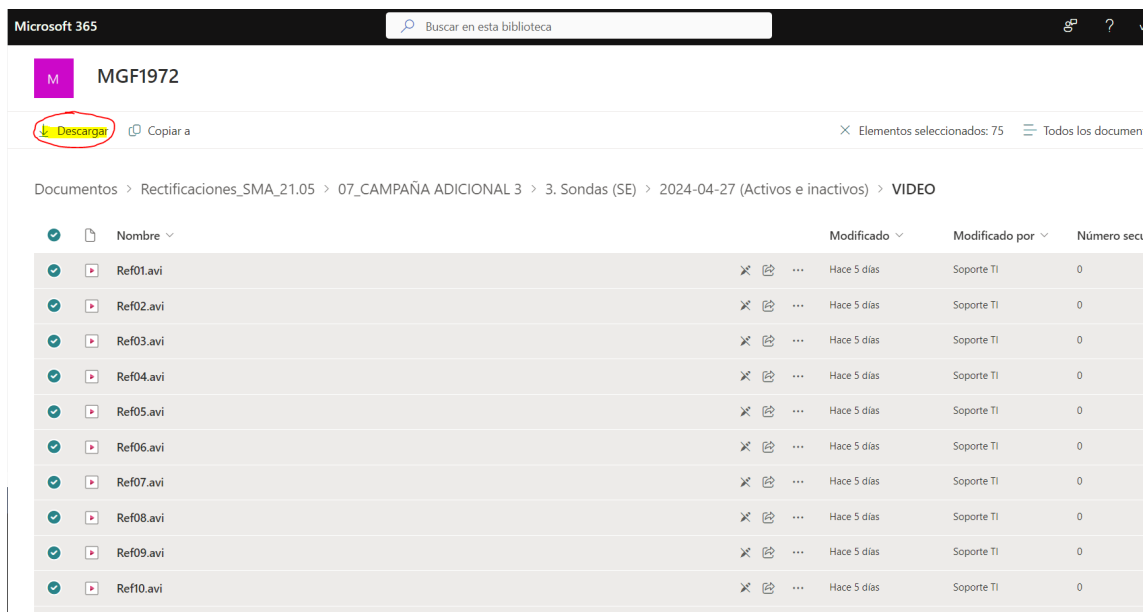 Microsoft 365 Buscar en esta biblioteca ?
M MGF1972
Descargar Copiar a Elementos seleccionados: 75 Todos los documen
Documentos > Rectificaciones_SMA_21.05 > 07_CAMPAÑA ADICIONAL 3 > 3. Sondas (SE) > 2024-04-27 (Activos e inactivos) > VIDEO
Nombre Modificado Modificado por Número secu
Ref01.avi Hace 5 días Soporte TI 0
Ref02.avi Hace 5 días Soporte TI 0
Ref03.avi Hace 5 días Soporte TI 0
Ref04.avi Hace 5 días Soporte TI 0
Ref05.avi Hace 5 días Soporte TI 0
Ref06.avi Hace 5 días Soporte TI 0
Ref07.avi Hace 5 días Soporte TI 0
Ref08.avi Hace 5 días Soporte TI 0
Ref09.avi Hace 5 días Soporte TI 0
Ref10.avi Hace 5 días Soporte TI 0